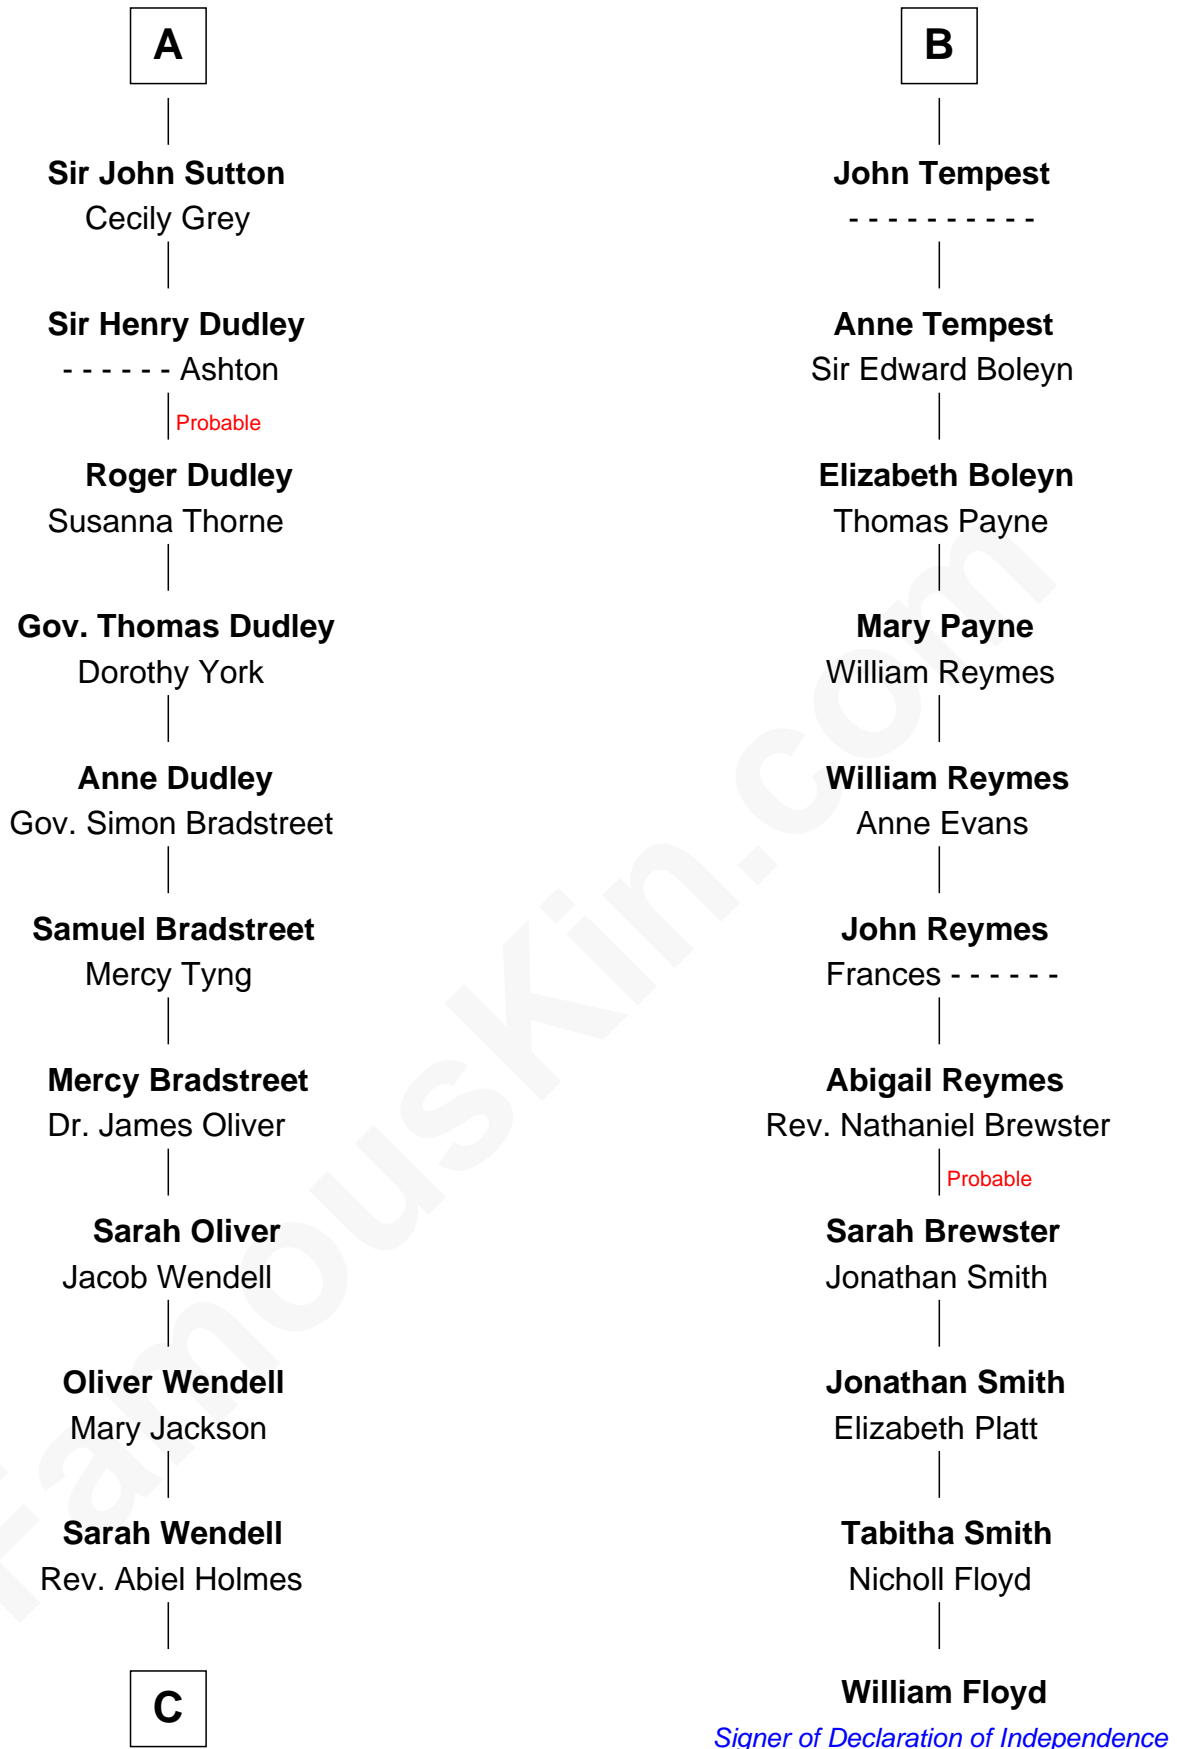 A
Sir John Sutton
Cecily Grey
Sir Henry Dudley
- - - - - - Ashton
Probable
Roger Dudley
Susanna Thorne
Gov. Thomas Dudley
Dorothy York
Anne Dudley
Gov. Simon Bradstreet
Samuel Bradstreet
Mercy Tyng
Mercy Bradstreet
Dr. James Oliver
Sarah Oliver
Jacob Wendell
Oliver Wendell
Mary Jackson
Sarah Wendell
Rev. Abiel Holmes
C
B
John Tempest
- - - - - - - - - -
Anne Tempest
Sir Edward Boleyn
Elizabeth Boleyn
Thomas Payne
Mary Payne
William Reymes
William Reymes
Anne Evans
John Reymes
Frances - - - - - -
Abigail Reymes
Rev. Nathaniel Brewster
Probable
Sarah Brewster
Jonathan Smith
Jonathan Smith
Elizabeth Platt
Tabitha Smith
Nicholl Floyd
William Floyd
Signer of Declaration of Independence
FamousKin.com